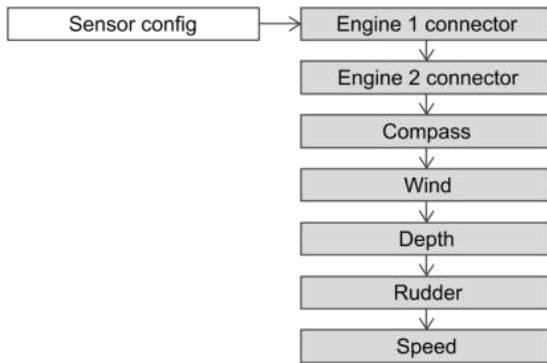 Sensor config
Engine 1 connector
Engine 2 connector
Compass
Wind
Depth
Rudder
Speed